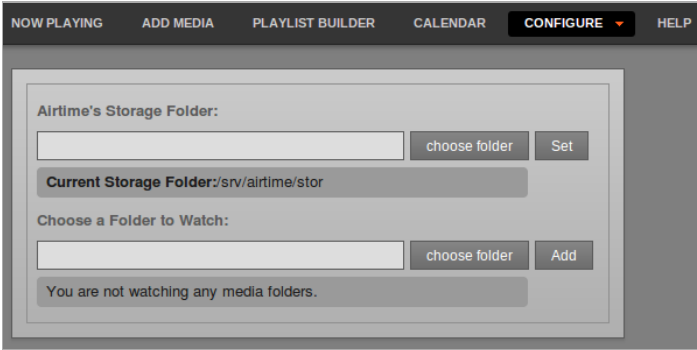 NOW PLAYING ADD MEDIA PLAYLIST BUILDER CALENDAR CONFIGURE HELP
Airtime's Storage Folder:
choose folder Set
Current Storage Folder:/srv/airtime/stor
Choose a Folder to Watch:
choose folder Add
You are not watching any media folders.